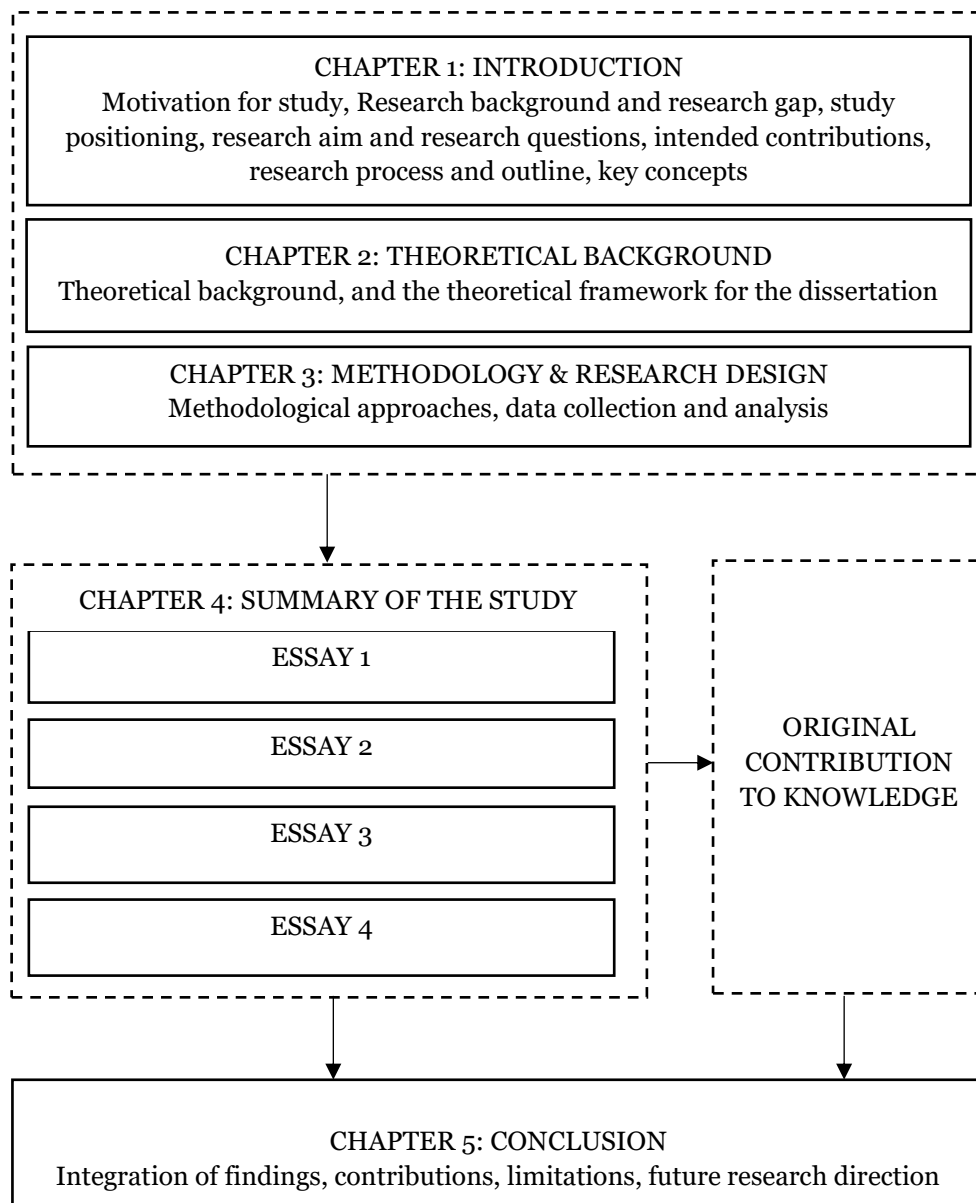 CHAPTER 1: INTRODUCTION
Motivation for study, Research background and research gap, study
positioning, research aim and research questions, intended contributions,
research process and outline, key concepts
CHAPTER 2: THEORETICAL BACKGROUND
Theoretical background, and the theoretical framework for the dissertation
CHAPTER 3: METHODOLOGY & RESEARCH DESIGN
Methodological approaches, data collection and analysis
CHAPTER 4: SUMMARY OF THE STUDY
ESSAY 1
ESSAY 2
ESSAY 3
ESSAY 4
ORIGINAL
CONTRIBUTION
TO KNOWLEDGE
CHAPTER 5: CONCLUSION
Integration of findings, contributions, limitations, future research direction